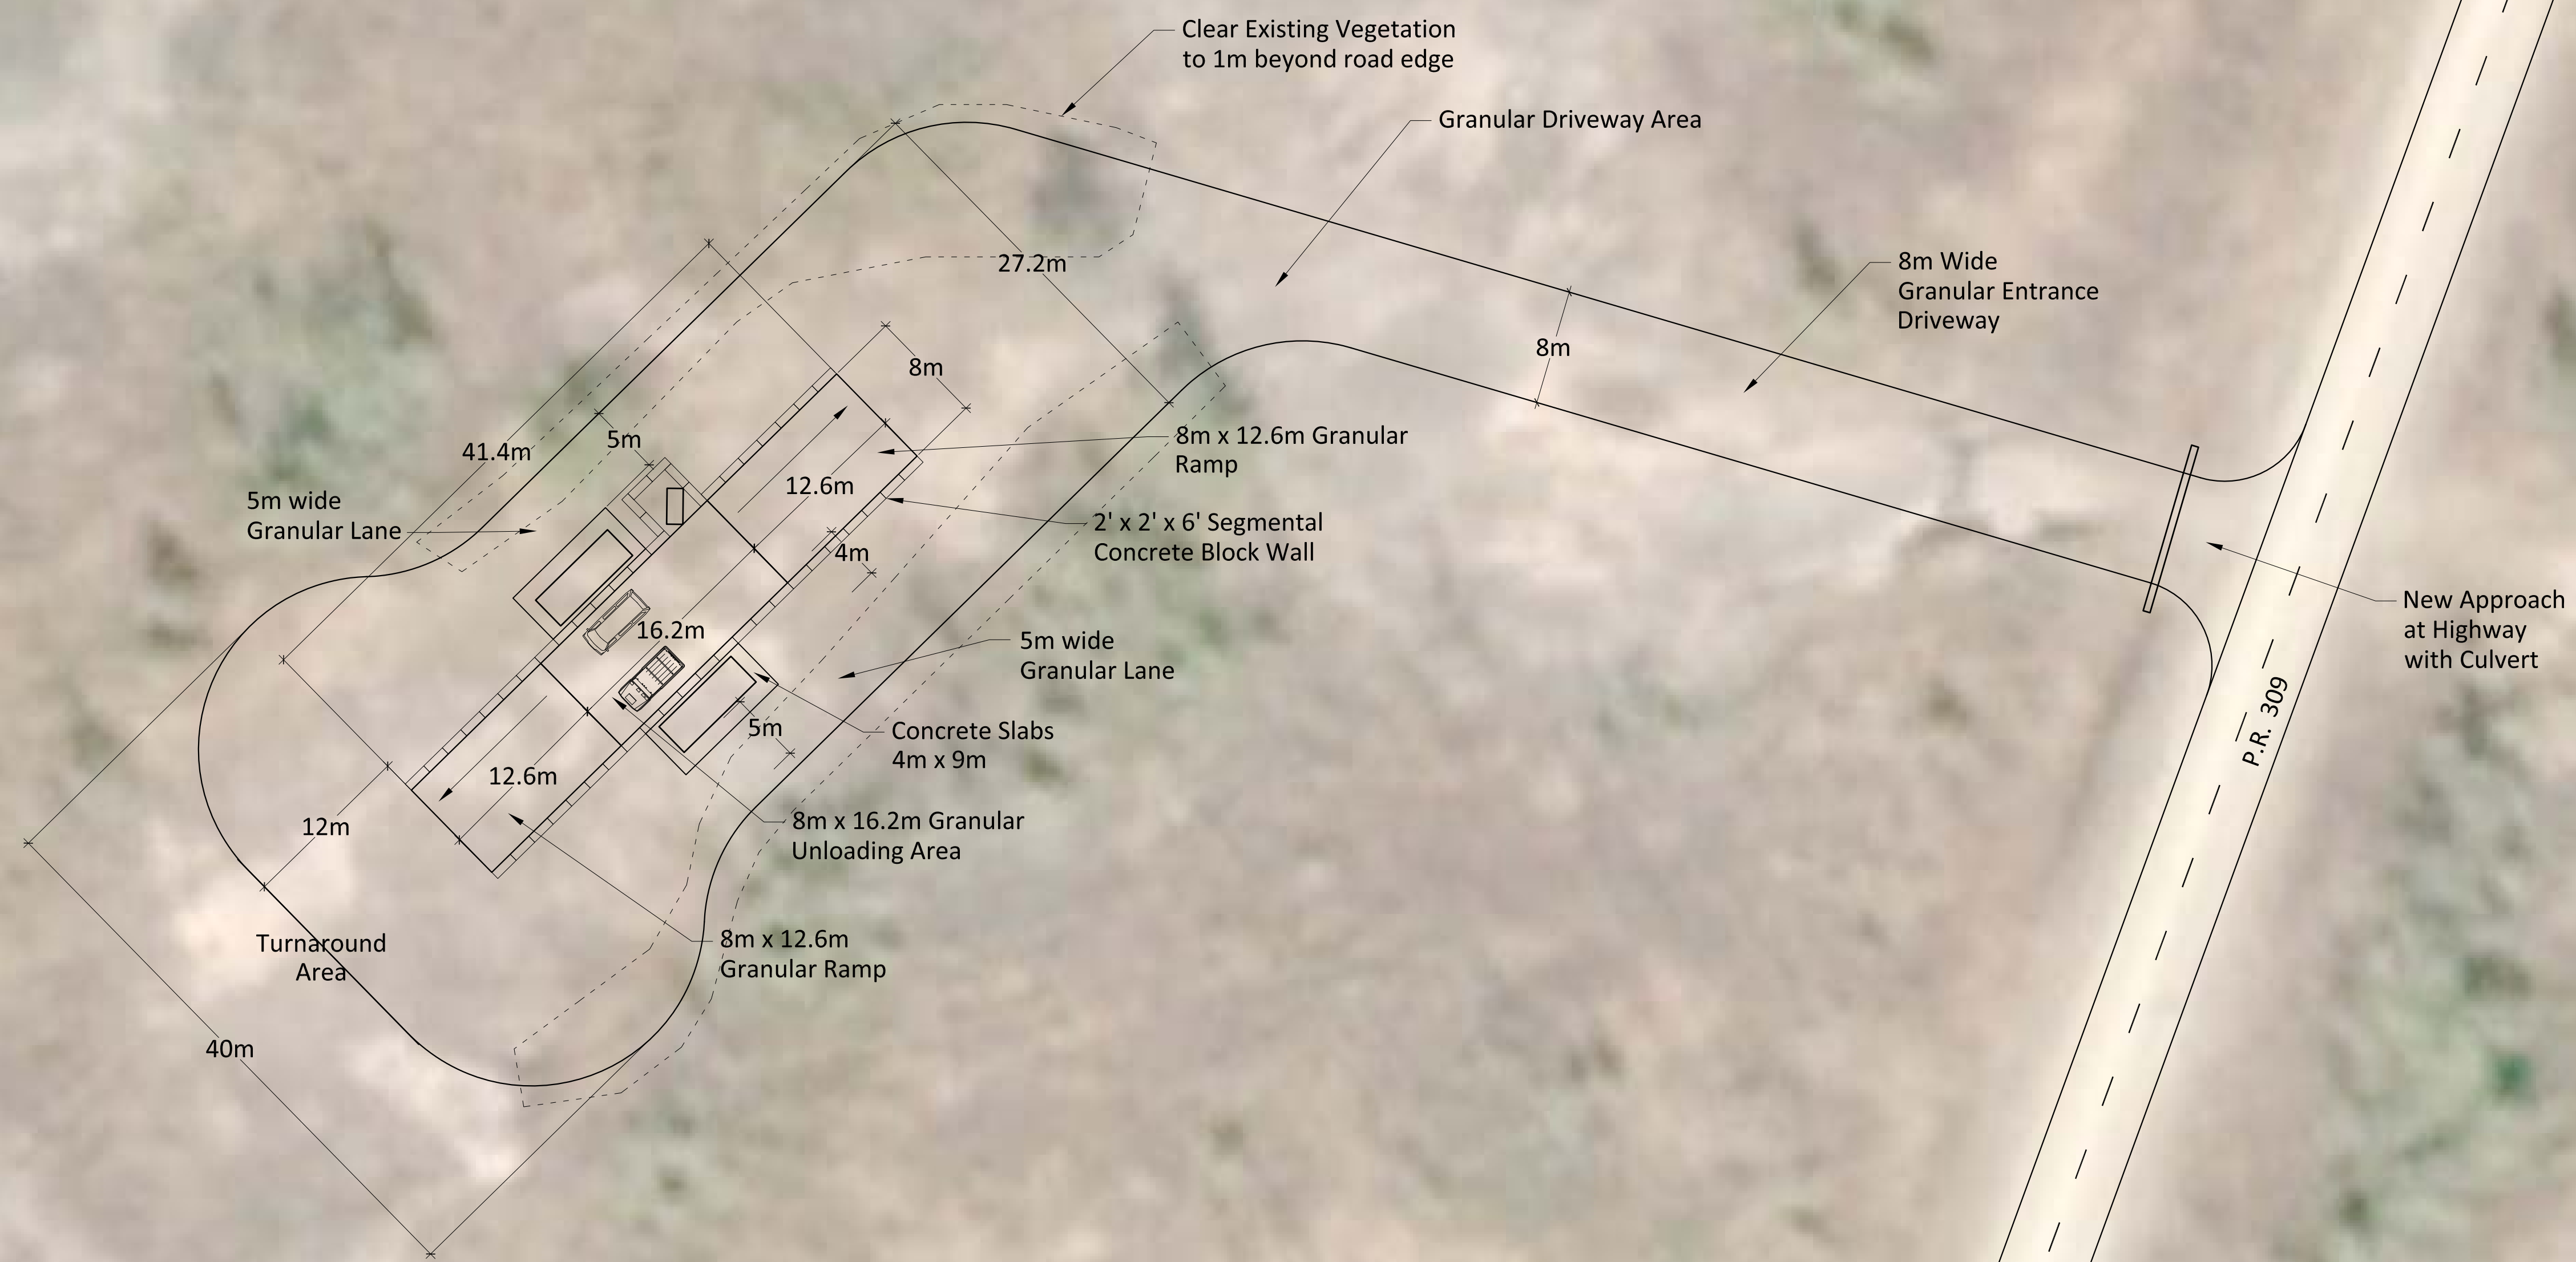 Clear Existing Vegetation
to 1m beyond road edge
Granular Driveway Area
27.2m
8m Wide
Granular Entrance
Driveway
8m
8m
41.4m
5m
8m x 12.6m Granular
Ramp
12.6m
5m wide
Granular Lane
2' x 2' x 6' Segmental
Concrete Block Wall
4m
New Approach
at Highway
with Culvert
16.2m
5m wide
Granular Lane
P.R. 309
5m
Concrete Slabs
4m x 9m
12.6m
12m
8m x 16.2m Granular
Unloading Area
Turnaround
Area
8m x 12.6m
Granular Ramp
40m